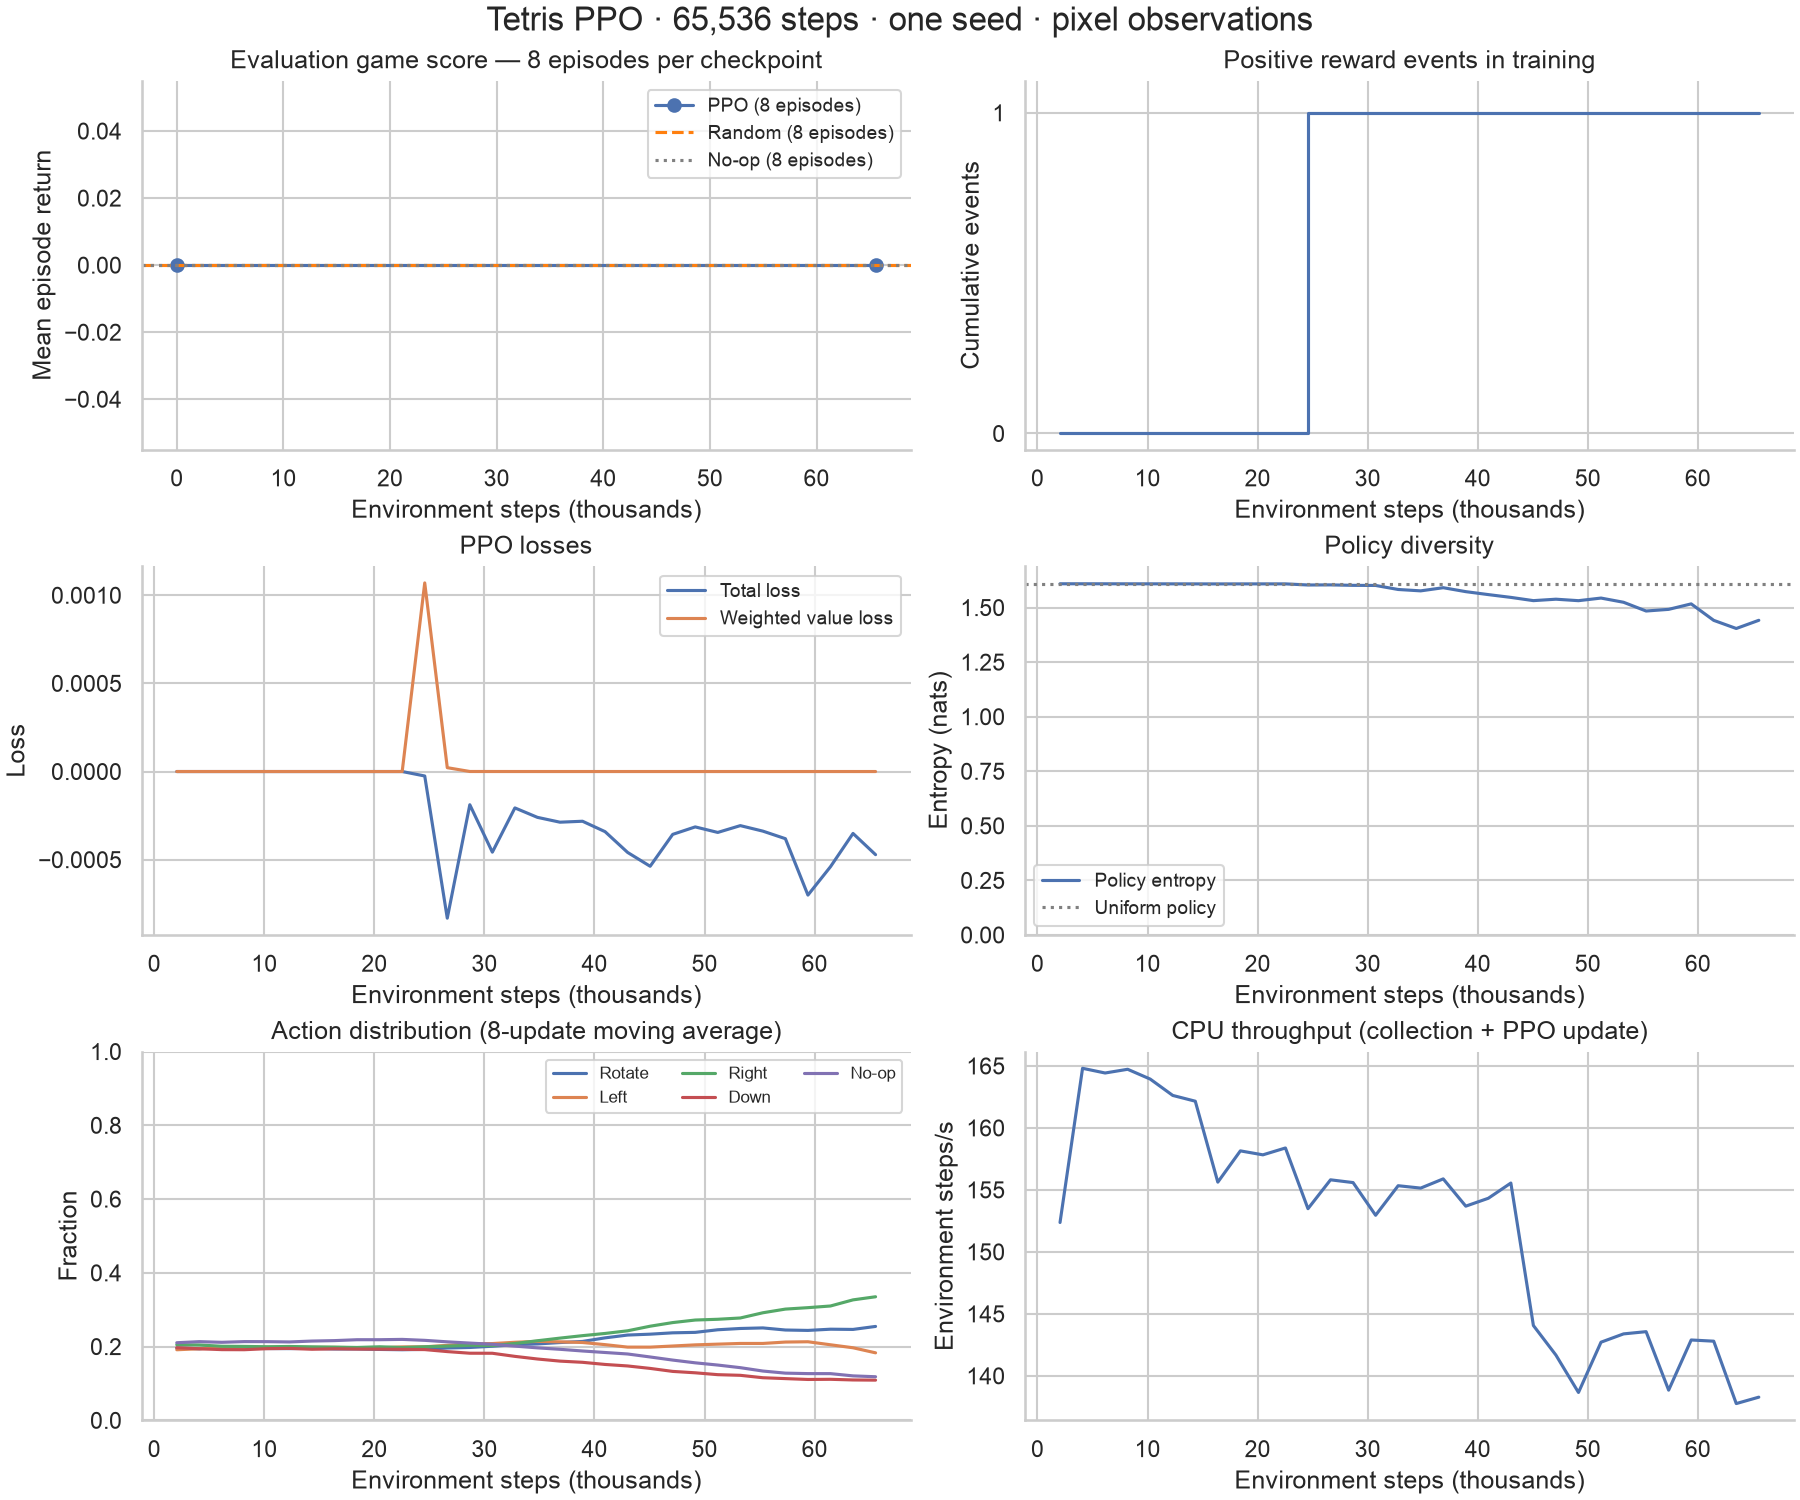 Tetris PPO · 65,536 steps · one seed · pixel observations
Evaluation game score — 8 episodes per checkpoint
PPO (8 episodes)
Random (8 episodes)
No-op (8 episodes)
0.04
0.02
0.00
−0.02
−0.04
Mean episode return
0 10 20 30 40 50 60
Environment steps (thousands)
Positive reward events in training
1
0
Cumulative events
0 10 20 30 40 50 60
Environment steps (thousands)
PPO losses
Total loss
Weighted value loss
0.0010
0.0005
0.0000
−0.0005
Loss
0 10 20 30 40 50 60
Environment steps (thousands)
Policy diversity
1.50
1.25
1.00
0.75
0.50
0.25
0.00
Entropy (nats)
Policy entropy
Uniform policy
0 10 20 30 40 50 60
Environment steps (thousands)
Action distribution (8-update moving average)
Rotate Right No-op
Left Down
1.0
0.8
0.6
0.4
0.2
0.0
Fraction
0 10 20 30 40 50 60
Environment steps (thousands)
CPU throughput (collection + PPO update)
165
160
155
150
145
140
Environment steps/s
0 10 20 30 40 50 60
Environment steps (thousands)